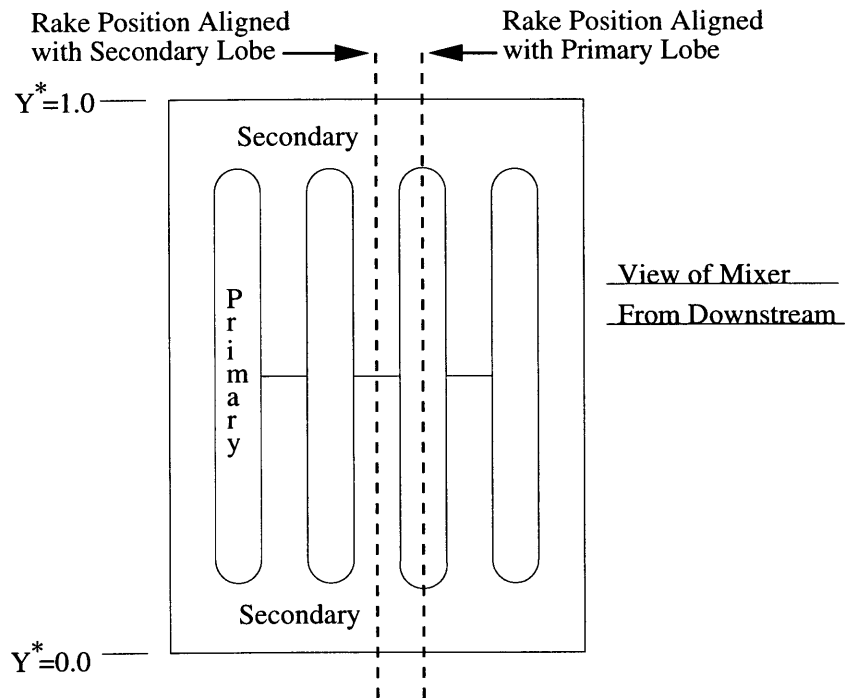 Rake Position Aligned
with Secondary Lobe
Rake Position Aligned
with Primary Lobe
Y*=1.0
Secondary
Primary
View of Mixer
From Downstream
Secondary
Y*=0.0